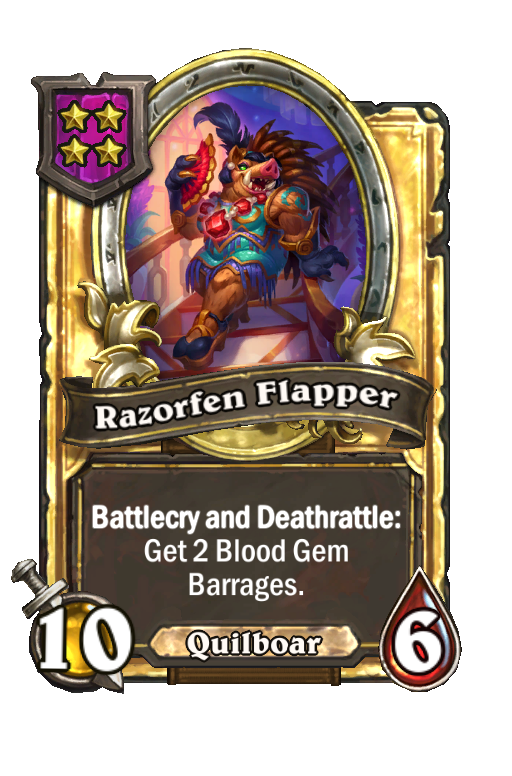 Razorfen Flapper
Battlecry and Deathrattle:
Get 2 Blood Gem
Barrages.
10
Quilboar
6